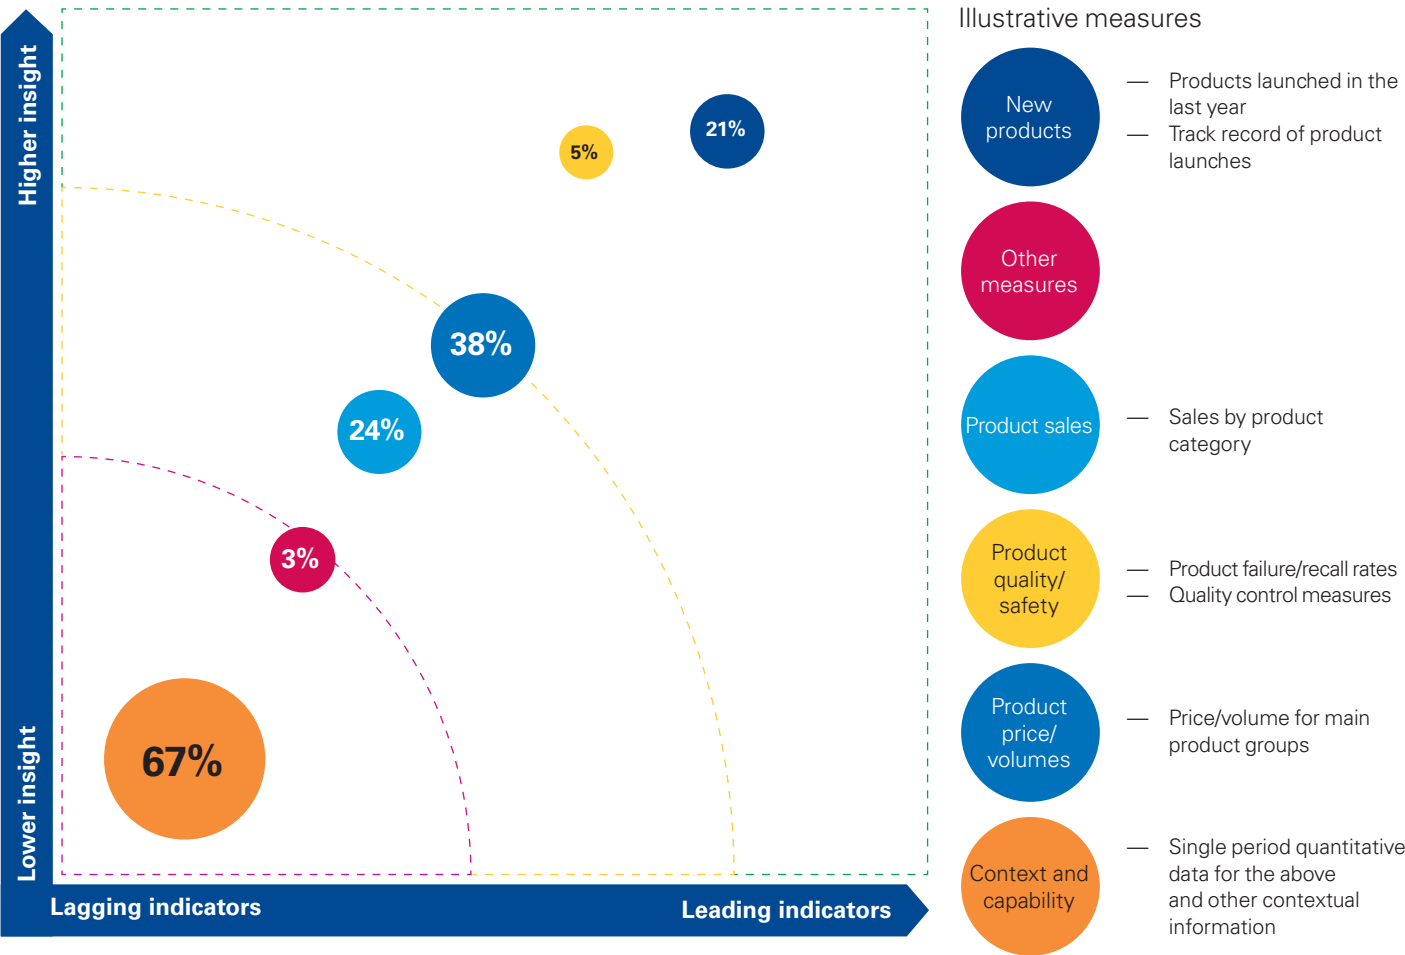 Higher insight
Lower insight
21%
5%
38%
24%
3%
67%
Lagging indicators
Leading indicators
Illustrative measures
New
products
— Products launched in the
last year
— Track record of product
launches
Other
measures
Product sales
— Sales by product
category
Product
quality/
safety
— Product failure/recall rates
— Quality control measures
Product
price/
volumes
— Price/volume for main
product groups
Context and
capability
— Single period quantitative
data for the above
and other contextual
information